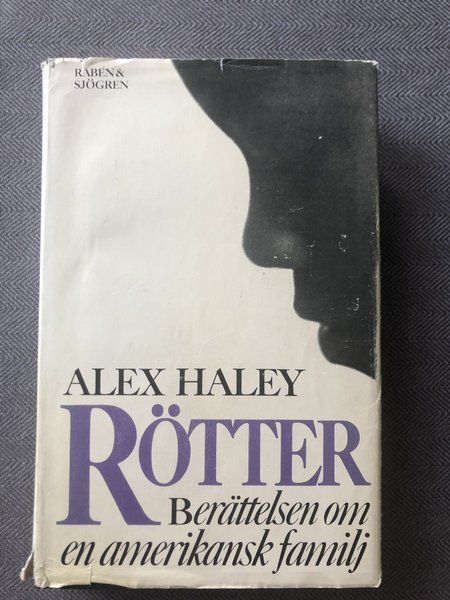 RABÉN &
SJÖGREN
ALEX HALEY
RÖTTER
Berättelsen om
en amerikansk familj